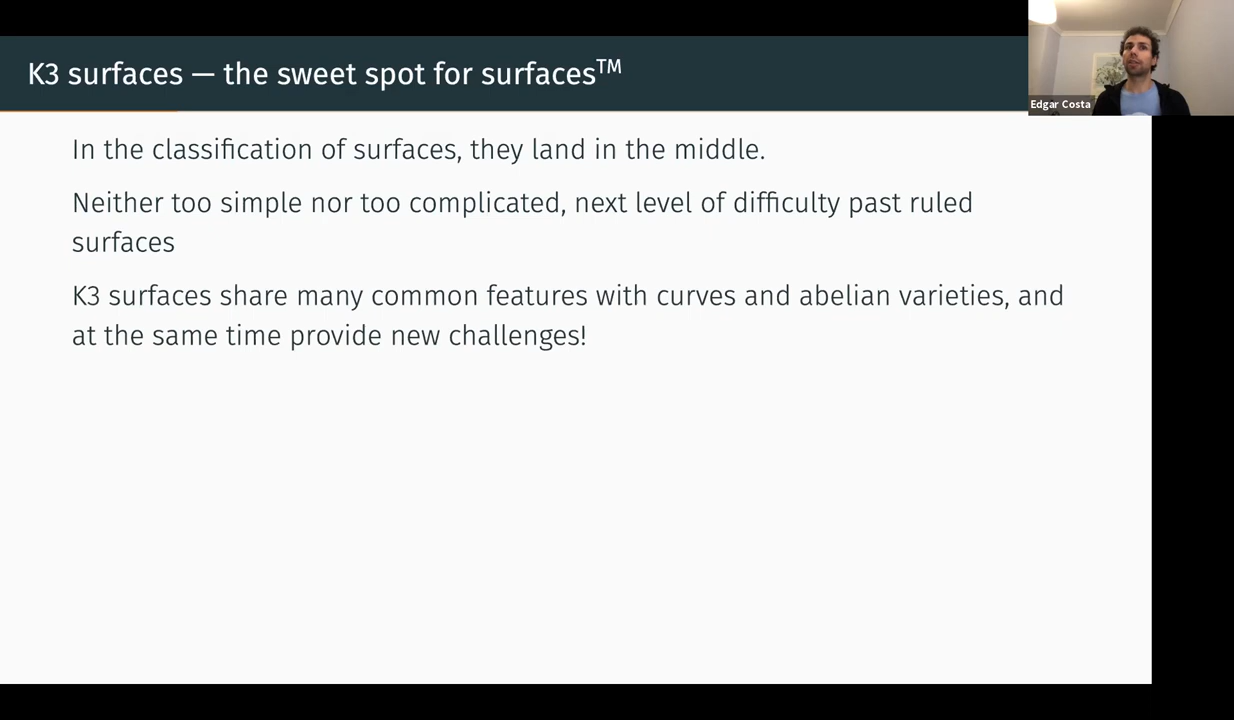 K3 surfaces — the sweet spot for surfaces™
Edgar Costa
In the classification of surfaces, they land in the middle.
Neither too simple nor too complicated, next level of difficulty past ruled
surfaces
K3 surfaces share many common features with curves and abelian varieties, and
at the same time provide new challenges!